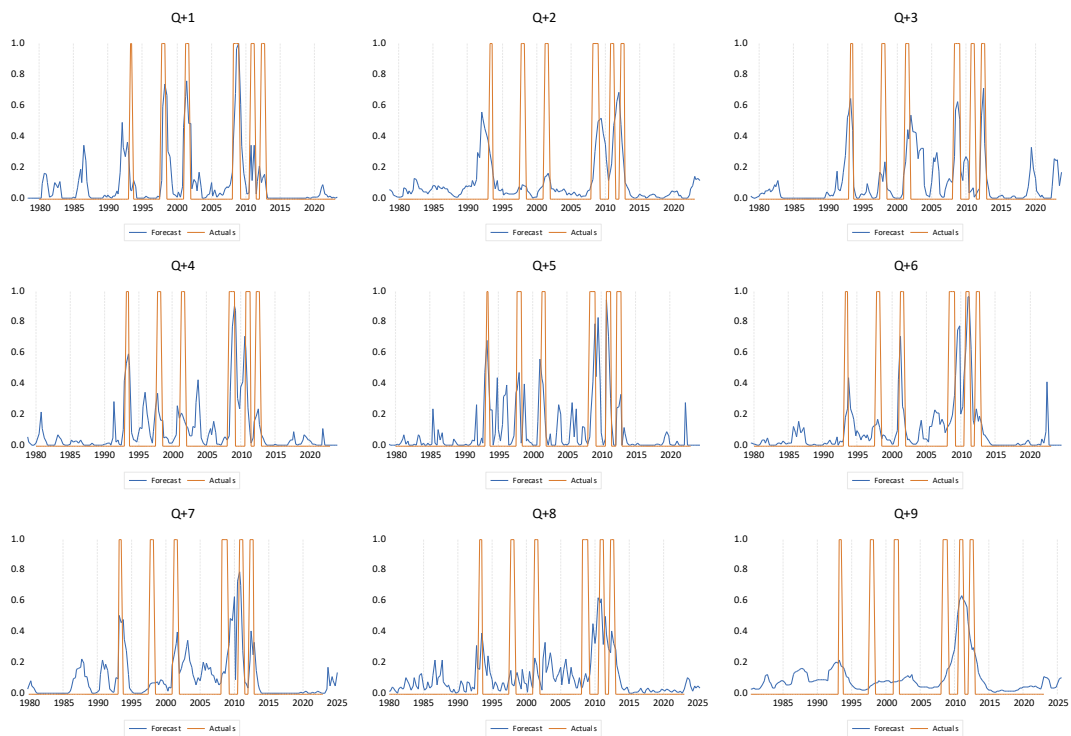 Q+1
Q+2
Q+3
1.0 1.0 1.0
0.8 0.8 0.8
0.6 0.6 0.6
0.4 0.4 0.4
0.2 0.2 0.2
0.0 0.0 0.0
1980 1985 1990 1995 2000 2005 2010 2015 2020
1980 1985 1990 1995 2000 2005 2010 2015 2020
1980 1985 1990 1995 2000 2005 2010 2015 2020
Forecast Actuals
Forecast Actuals
Forecast Actuals
Q+4
Q+5
Q+6
1.0 1.0 1.0
0.8 0.8 0.8
0.6 0.6 0.6
0.4 0.4 0.4
0.2 0.2 0.2
0.0 0.0 0.0
1980 1985 1990 1995 2000 2005 2010 2015 2020
1980 1985 1990 1995 2000 2005 2010 2015 2020
1980 1985 1990 1995 2000 2005 2010 2015 2020 2025
Forecast Actuals
Forecast Actuals
Forecast Actuals
Q+7
Q+8
Q+9
1.0 1.0 1.0
0.8 0.8 0.8
0.6 0.6 0.6
0.4 0.4 0.4
0.2 0.2 0.2
0.0 0.0 0.0
1980 1985 1990 1995 2000 2005 2010 2015 2020 2025
1980 1985 1990 1995 2000 2005 2010 2015 2020 2025
1985 1990 1995 2000 2005 2010 2015 2020 2025
Forecast Actuals
Forecast Actuals
Forecast Actuals